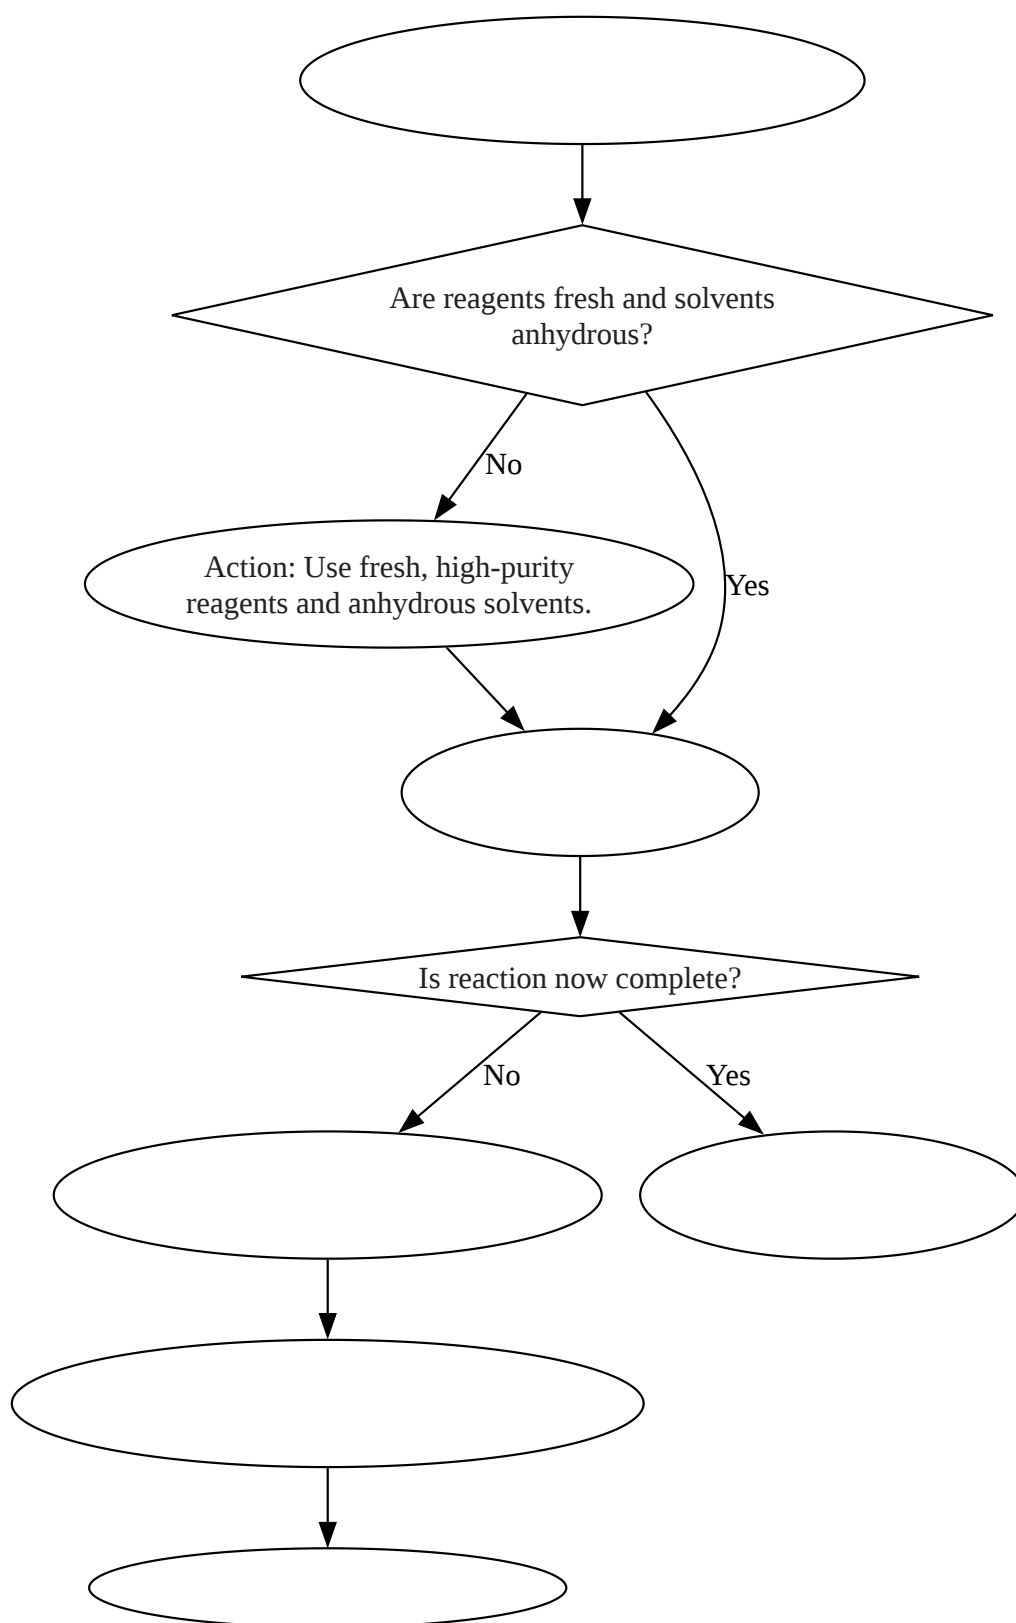 Are reagents fresh and solvents
anhydrous?
No
Action: Use fresh, high-purity
reagents and anhydrous solvents.
Yes
Is reaction now complete?
No
Yes